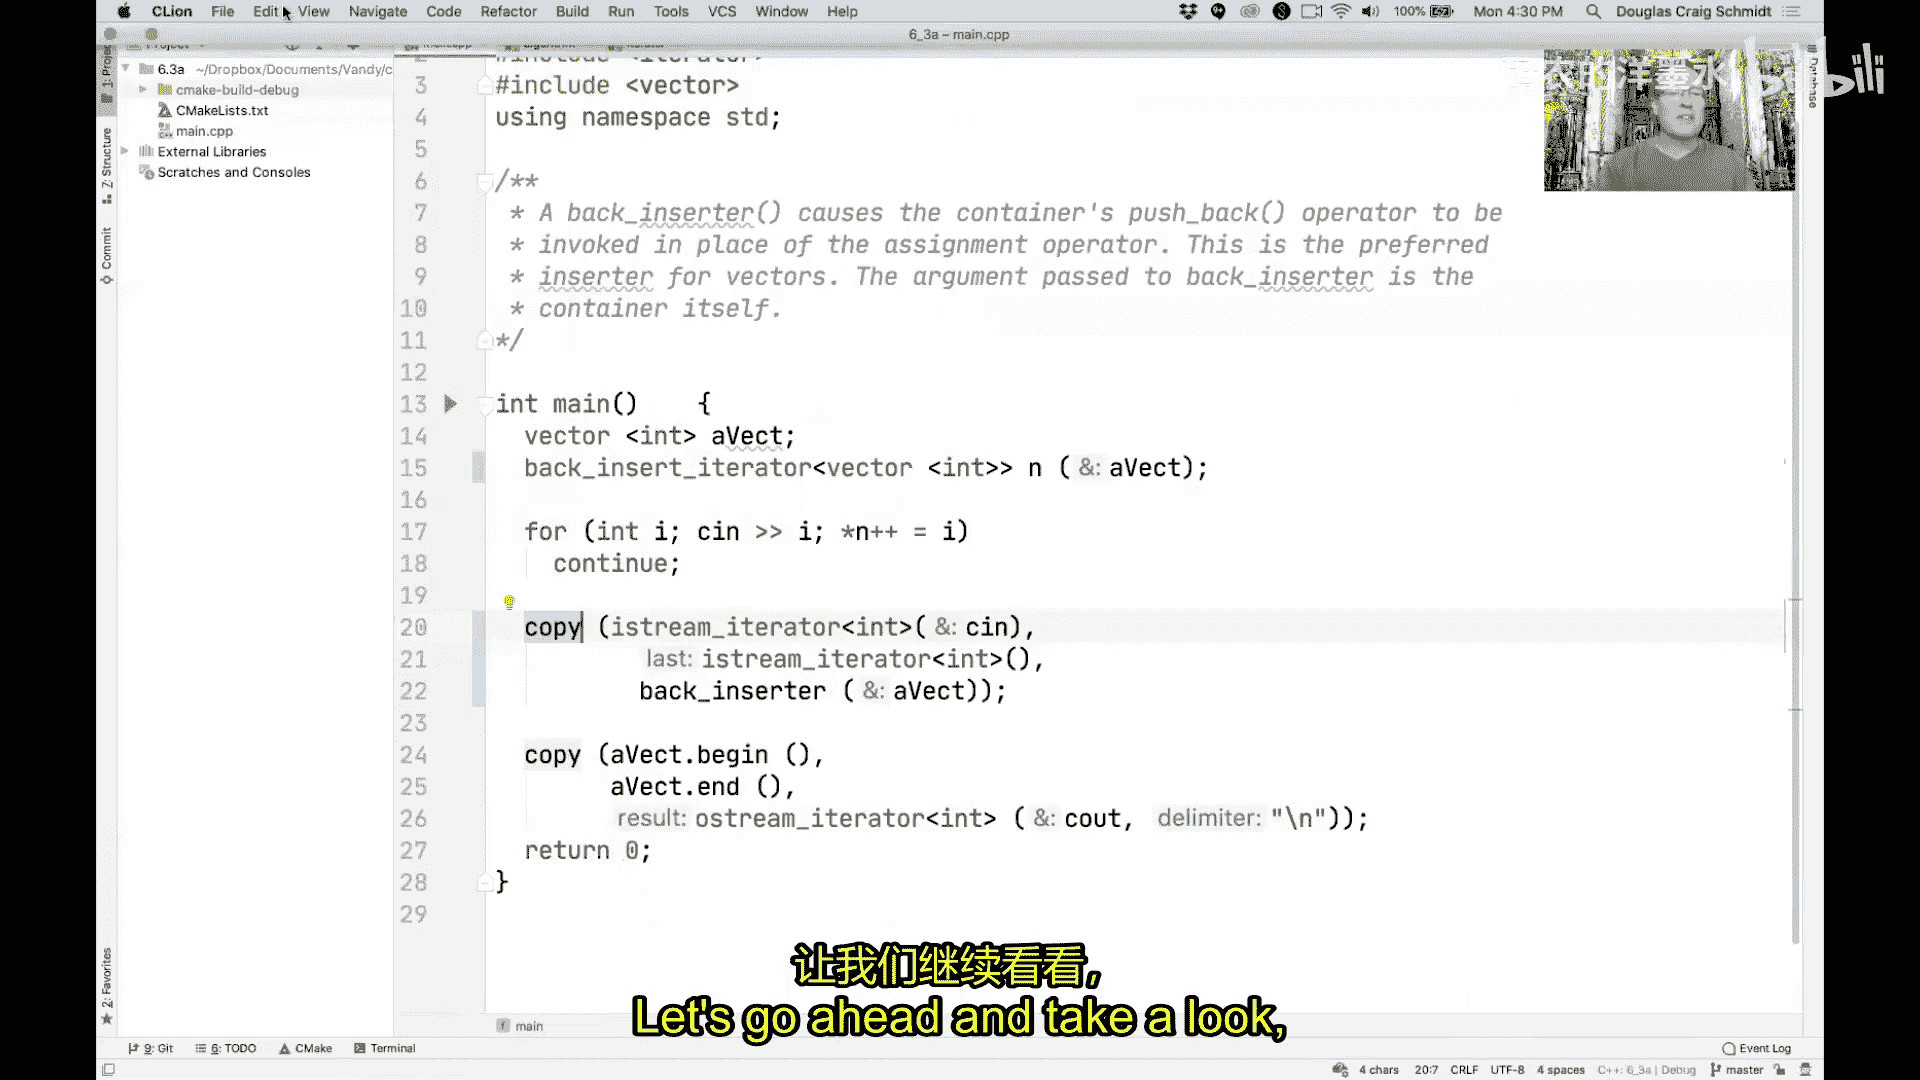 CLion File Edit View Navigate Code Refactor Build Run Tools VCS Window Help 100% Mon 4:30 PM Douglas Craig Schmidt
6_3a – main.cpp
6.3a ~/Dropbox/Documents/Vandy/c
cmake-build-debug
CMakeLists.txt
main.cpp
External Libraries
Scratches and Consoles
Z: Structure
Commit
2: Favorites
Database
bilibili
3 #include <vector>
4 using namespace std;
5
6 /**
7 * A back_inserter() causes the container's push_back() operator to be
8 * invoked in place of the assignment operator. This is the preferred
9 * inserter for vectors. The argument passed to back_inserter is the
10 * container itself.
11 */
12
13 int main() {
14 vector <int> aVect;
15 back_insert_iterator<vector <int>> n ( &: aVect);
16
17 for (int i; cin >> i; *n++ = i)
18 continue;
19
20 copy (istream_iterator<int>( &: cin),
21 last: istream_iterator<int>(),
22 back_inserter ( &: aVect));
23
24 copy (aVect.begin (),
25 aVect.end (),
26 result: ostream_iterator<int> ( &: cout, delimiter: "\n"));
27 return 0;
28 }
29
让我们继续看看,
Let's go ahead and take a look,
f main
9: Git 6: TODO CMake Terminal Event Log
4 chars 20:7 CRLF UTF-8 4 spaces C++: 6_3a | Debug master